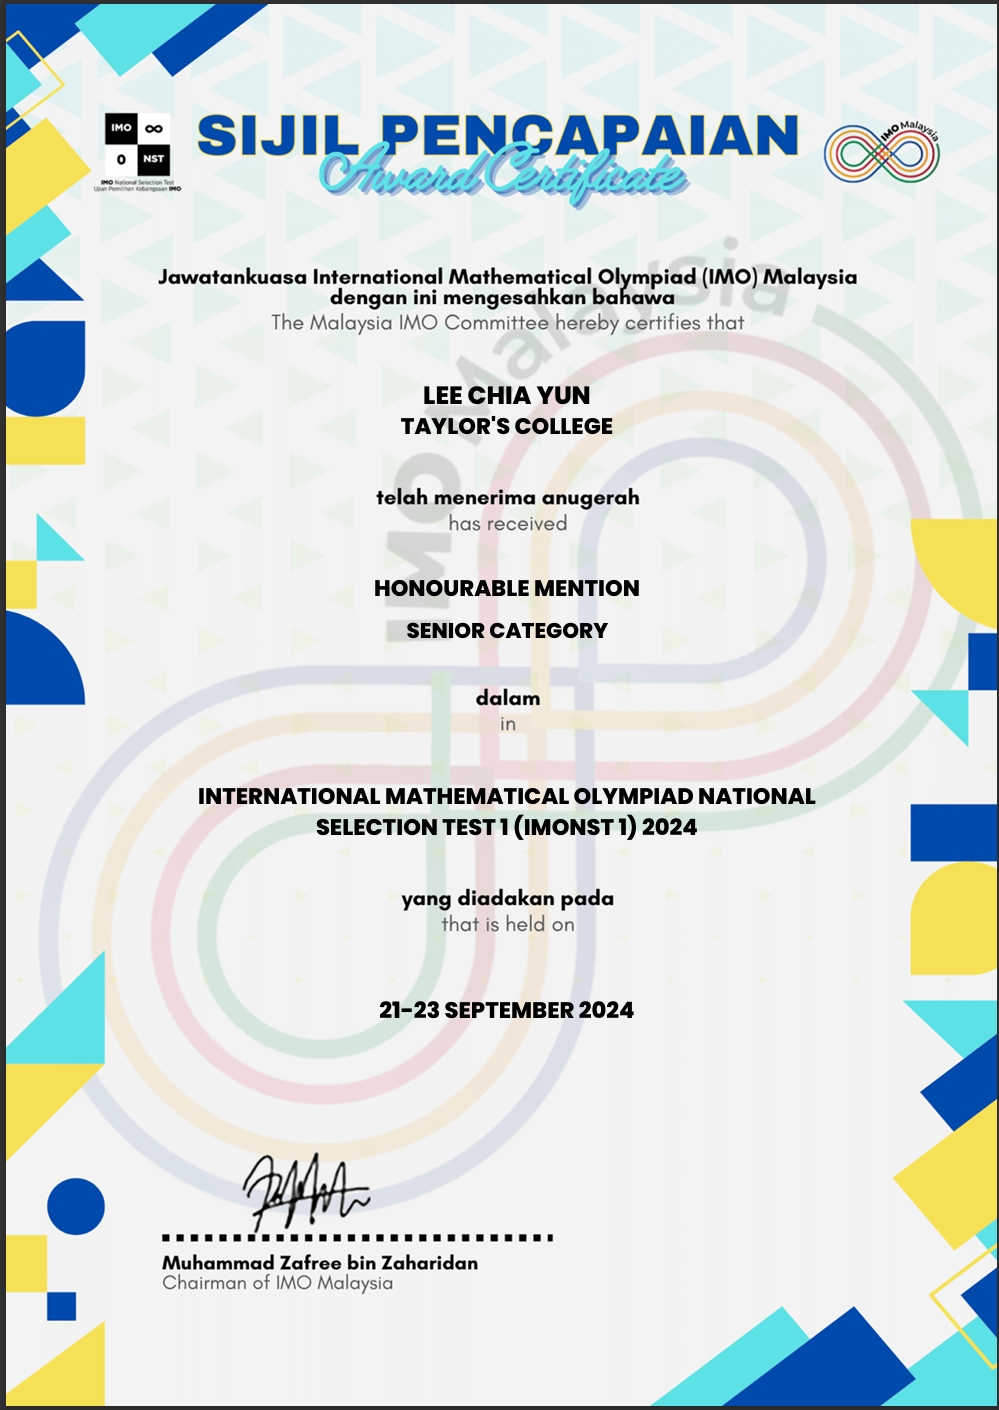 IMO
∞
0
NST
IMO National Selection Test
Ujian Pemilihan Kebangsaan IMO
SIJIL PENCAPAIAN
Award Certificate
IMO Malaysia
Jawatankuasa International Mathematical Olympiad (IMO) Malaysia
dengan ini mengesahkan bahawa
The Malaysia IMO Committee hereby certifies that
IMO Malaysia
LEE CHIA YUN
TAYLOR'S COLLEGE
telah menerima anugerah
has received
HONOURABLE MENTION
SENIOR CATEGORY
dalam
in
INTERNATIONAL MATHEMATICAL OLYMPIAD NATIONAL
SELECTION TEST 1 (IMONST 1) 2024
yang diadakan pada
that is held on
21-23 SEPTEMBER 2024
Muhammad Zafree bin Zaharidan
Chairman of IMO Malaysia